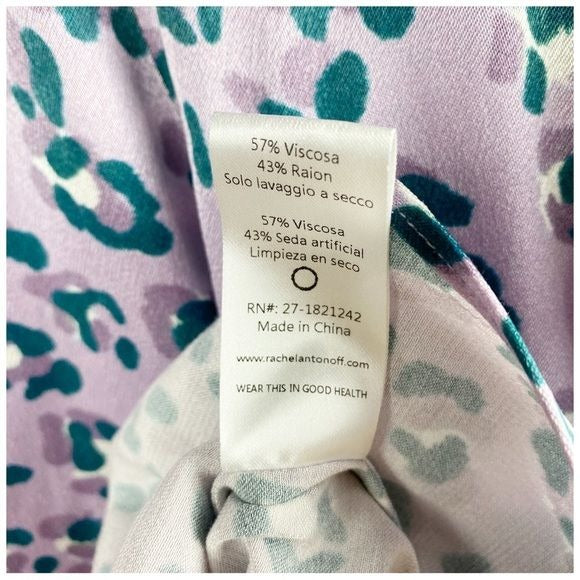 57% Viscosa
43% Raion
Solo lavaggio a secco
57% Viscosa
43% Seda artificial
Limpieza en seco
RN#: 27-1821242
Made in China
www.rachelantonoff.com
WEAR THIS IN GOOD HEALTH